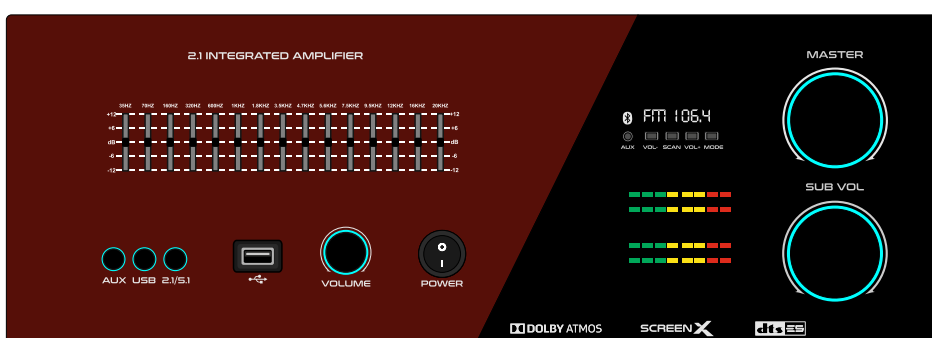 2.1 INTEGRATED AMPLIFIER
MASTER
35HZ 70HZ 160HZ 320HZ 600HZ 1KHZ 1.8KHZ 3.5KHZ 4.7KHZ 5.6KHZ 7.5KHZ 9.5KHZ 12KHZ 16KHZ 20KHZ
+12 +12
+6 +6
dB dB
-6 -6
-12 -12
FM 106.4
AUX VOL- SCAN VOL+ MODE
SUB VOL
AUX USB 2.1/5.1
VOLUME
POWER
DOLBY ATMOS
SCREENX
dts ES